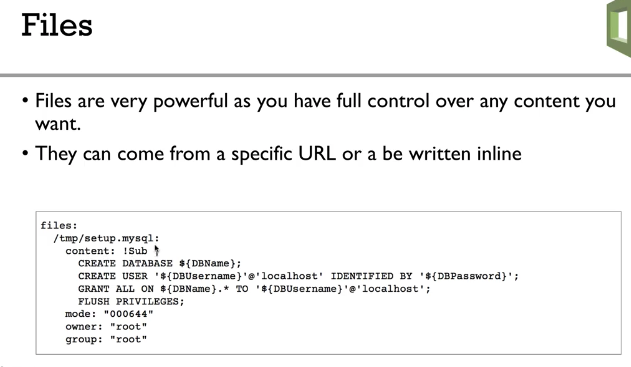 Files
• Files are very powerful as you have full control over any content you
want.
• They can come from a specific URL or a be written inline
files:
  /tmp/setup.mysql:
    content: !Sub |
      CREATE DATABASE ${DBName};
      CREATE USER '${DBUsername}'@'localhost' IDENTIFIED BY '${DBPassword}';
      GRANT ALL ON ${DBName}.* TO '${DBUsername}'@'localhost';
      FLUSH PRIVILEGES;
    mode: "000644"
    owner: "root"
    group: "root"